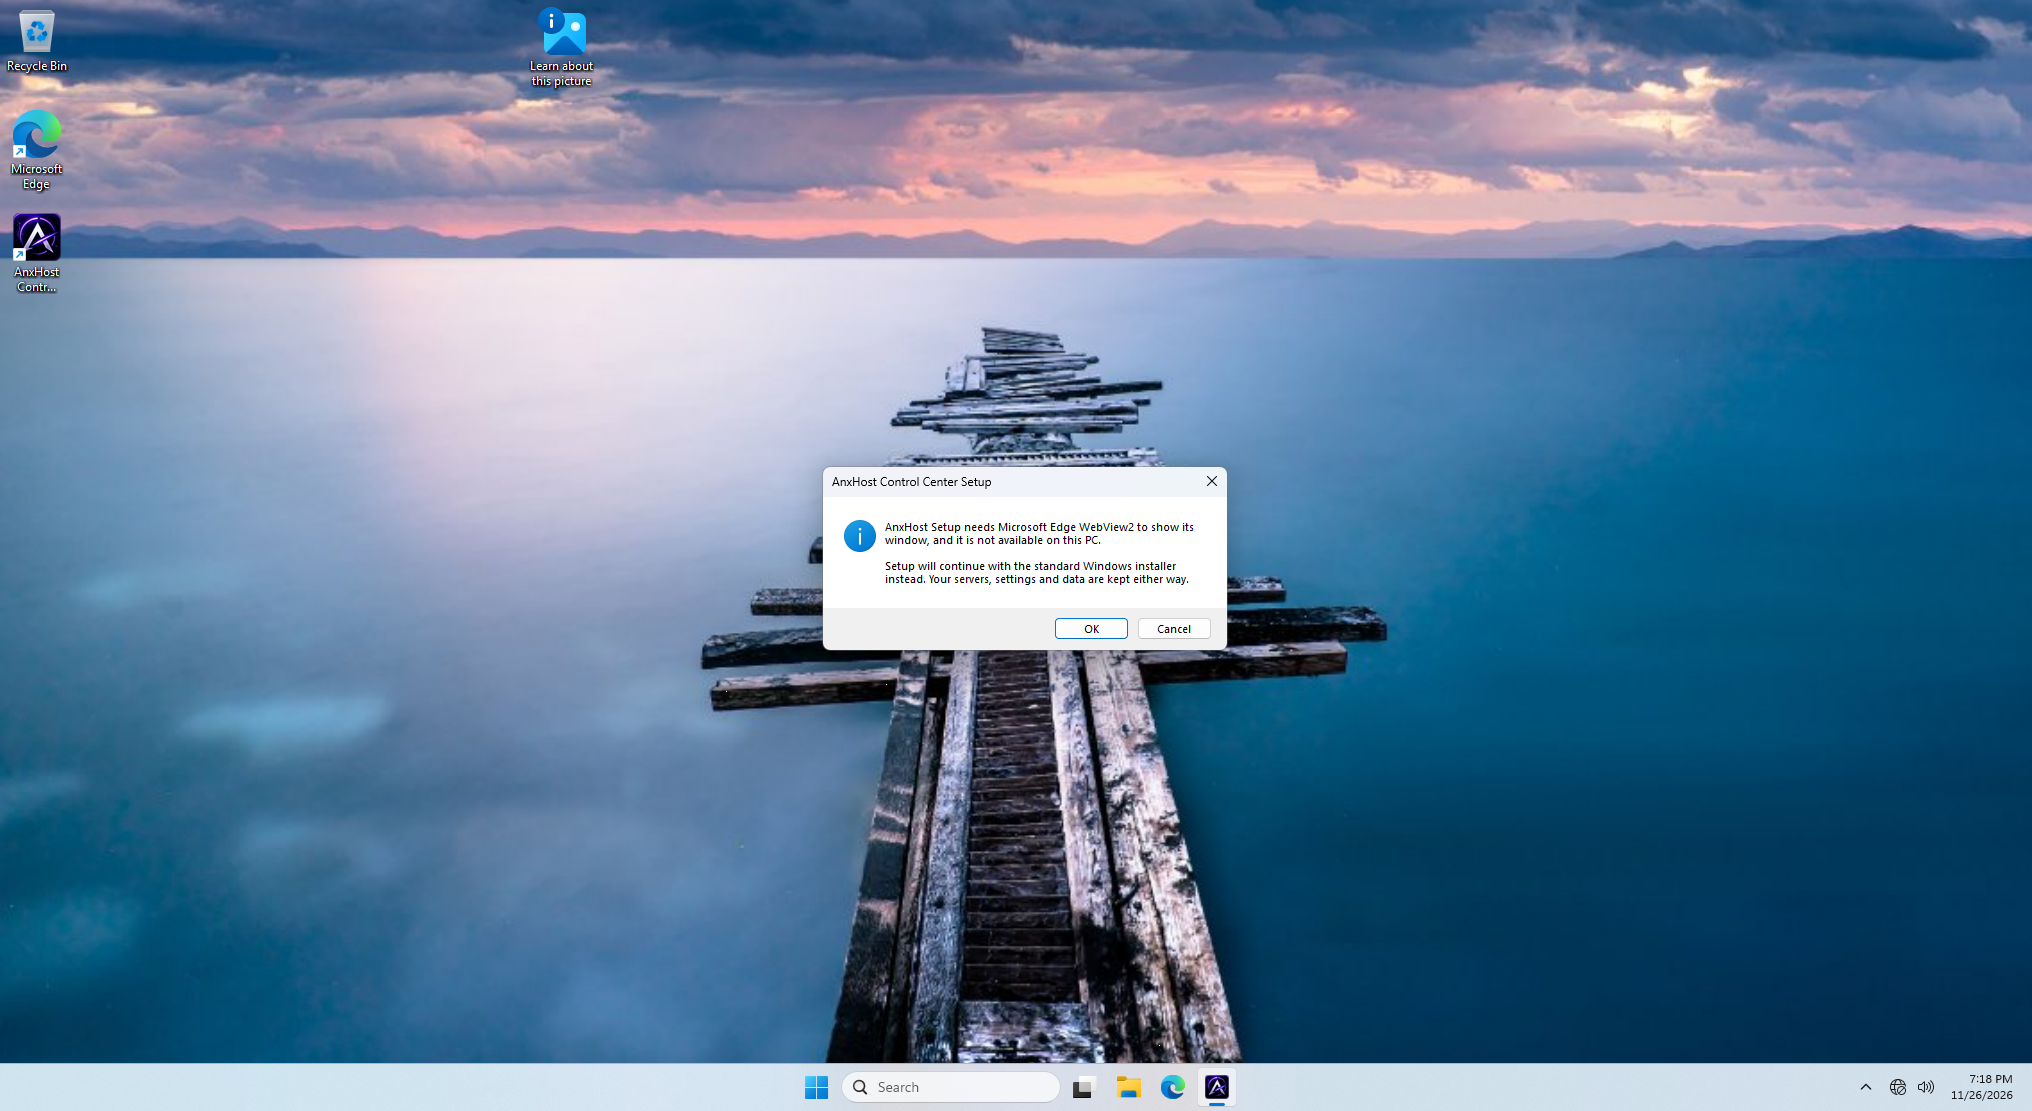 Recycle Bin
Learn about
this picture
Microsoft
Edge
AnxHost
Contr...
AnxHost Control Center Setup
AnxHost Setup needs Microsoft Edge WebView2 to show its
window, and it is not available on this PC.
Setup will continue with the standard Windows installer
instead. Your servers, settings and data are kept either way.
OK
Cancel
Search
7:18 PM
11/26/2026